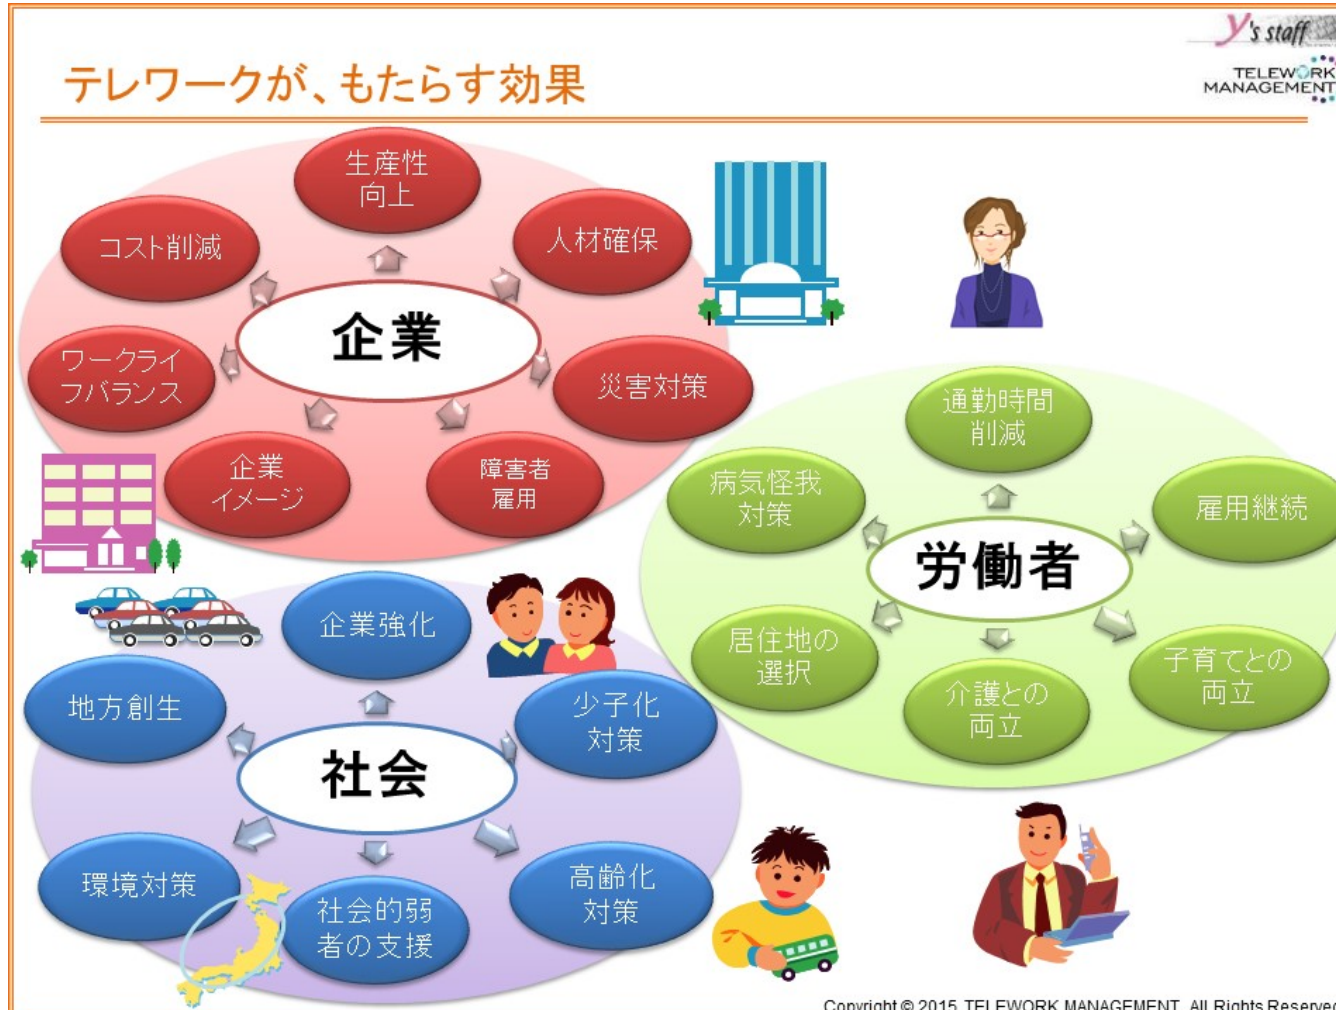 y's staff
TELEWORK
MANAGEMENT
テレワークが、もたらす効果
生産性
向上
コスト削減
人材確保
企業
ワークライ
フバランス
災害対策
企業
イメージ
障害者
雇用
通勤時間
削減
病気怪我
対策
雇用継続
労働者
居住地の
選択
介護との
両立
子育てとの
両立
企業強化
地方創生
少子化
対策
社会
環境対策
社会的弱
者の支援
高齢化
対策
Copyright © 2015 TELEWORK MANAGEMENT All Rights Reserved